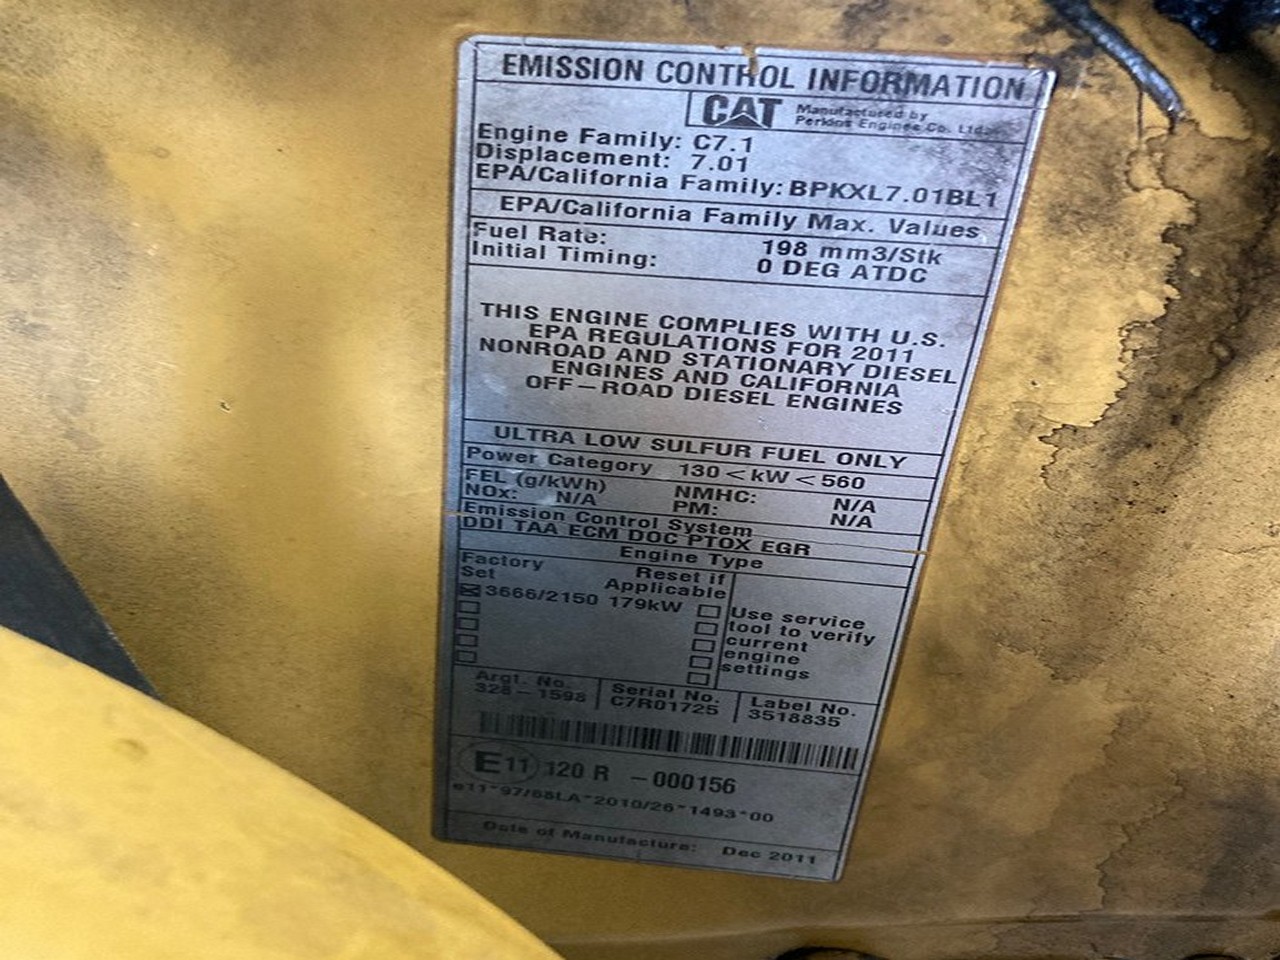 EMISSION CONTROL INFORMATION
CAT Manufactured by
Perkins Engines Co. Ltd.
Engine Family: C7.1
Displacement: 7.01
EPA/California Family: BPKXL7.01BL1
EPA/California Family Max. Values
Fuel Rate: 198 mm3/Stk
Initial Timing: 0 DEG ATDC
THIS ENGINE COMPLIES WITH U.S.
EPA REGULATIONS FOR 2011
NONROAD AND STATIONARY DIESEL
ENGINES AND CALIFORNIA
OFF-ROAD DIESEL ENGINES
ULTRA LOW SULFUR FUEL ONLY
Power Category 130 < kW < 560
FEL (g/kWh) NMHC: N/A
NOx: N/A PM: N/A
Emission Control System
DDI TAA ECM DOC PTOX EGR
Engine Type
Factory Reset if
Set Applicable
3666/2150 179kW
Use service
tool to verify
current
engine
settings
Argt. No. Serial No. Label No.
328-1598 C7R01725 3518835
E11 120 R -000156
e11*97/68LA*2010/26*1493*00
Date of Manufacture: Dec 2011